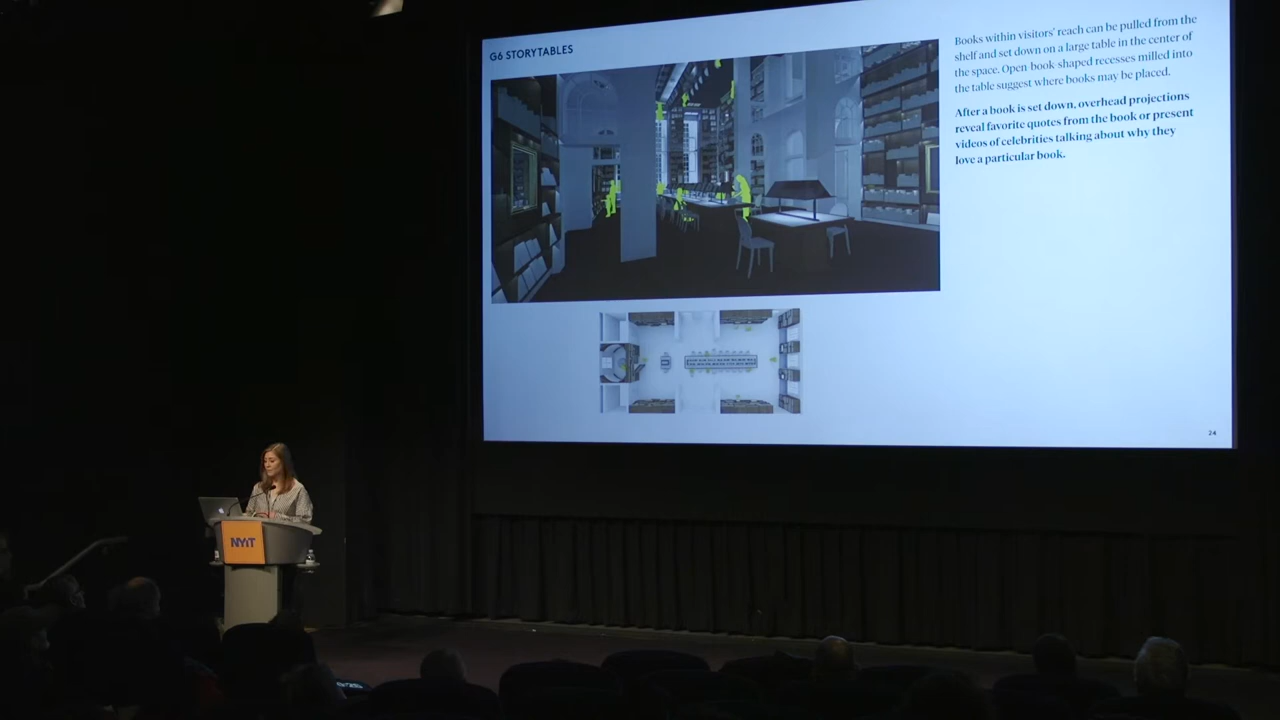 G6 STORYTABLES
Books within visitors' reach can be pulled from the
shelf and set down on a large table in the center of
the space. Open-book-shaped recesses milled into
the table suggest where books may be placed.
After a book is set down, overhead projections
reveal favorite quotes from the book or present
videos of celebrities talking about why they
love a particular book.
24
NYIT